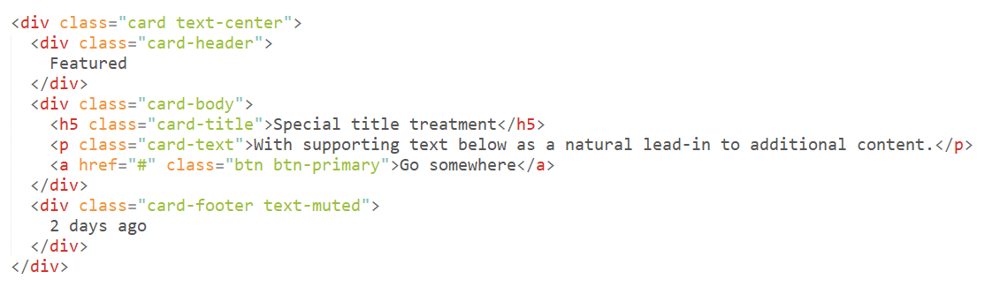 <div class="card text-center">
  <div class="card-header">
    Featured
  </div>
  <div class="card-body">
    <h5 class="card-title">Special title treatment</h5>
    <p class="card-text">With supporting text below as a natural lead-in to additional content.</p>
    <a href="#" class="btn btn-primary">Go somewhere</a>
  </div>
  <div class="card-footer text-muted">
    2 days ago
  </div>
</div>